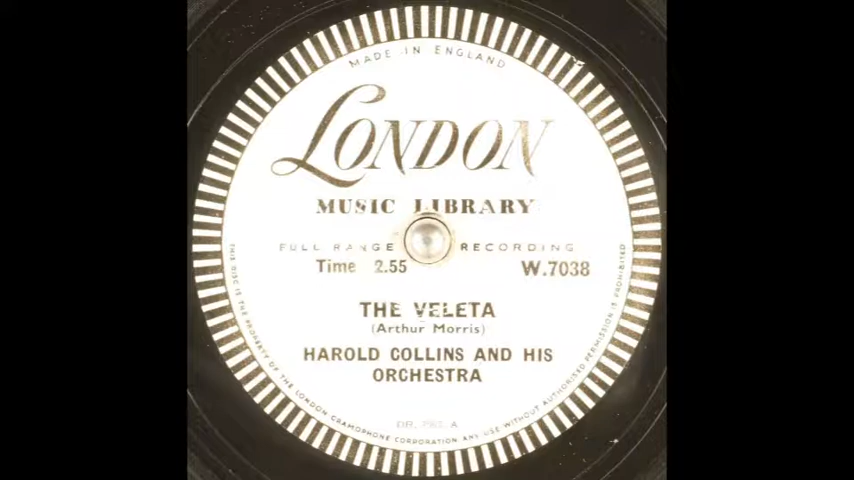 MADE IN ENGLAND
LONDON
MUSIC LIBRARY
FULL RANGE RECORDING
Time 2.55 W.7038
THE VELETA
(Arthur Morris)
HAROLD COLLINS AND HIS
ORCHESTRA
DR. A
THIS DISC IS THE PROPERTY OF THE LONDON GRAMOPHONE CORPORATION ANY USE WITHOUT AUTHORISED PERMISSION IS PROHIBITED